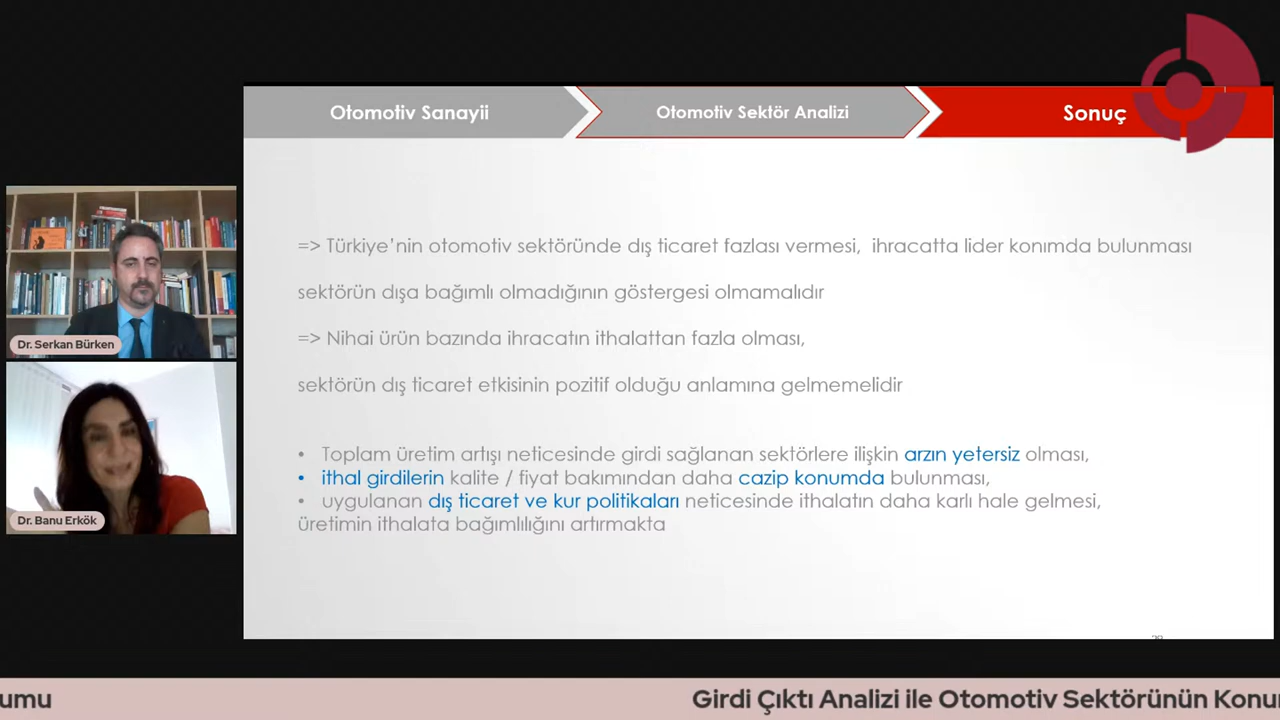 Otomotiv Sanayii
Otomotiv Sektör Analizi
Sonuç
=> Türkiye’nin otomotiv sektöründe dış ticaret fazlası vermesi, ihracatta lider konımda bulunması
sektörün dışa bağımlı olmadığının göstergesi olmamalıdır
=> Nihai ürün bazında ihracatın ithalattan fazla olması,
sektörün dış ticaret etkisinin pozitif olduğu anlamına gelmemelidir
• Toplam üretim artışı neticesinde girdi sağlanan sektörlere ilişkin arzın yetersiz olması,
• ithal girdilerin kalite / fiyat bakımından daha cazip konumda bulunması,
• uygulanan dış ticaret ve kur politikaları neticesinde ithalatın daha karlı hale gelmesi,
üretimin ithalata bağımlılığını artırmakta
Dr. Serkan Bürken
Dr. Banu Erkök
umu
Girdi Çıktı Analizi ile Otomotiv Sektörünün Konu